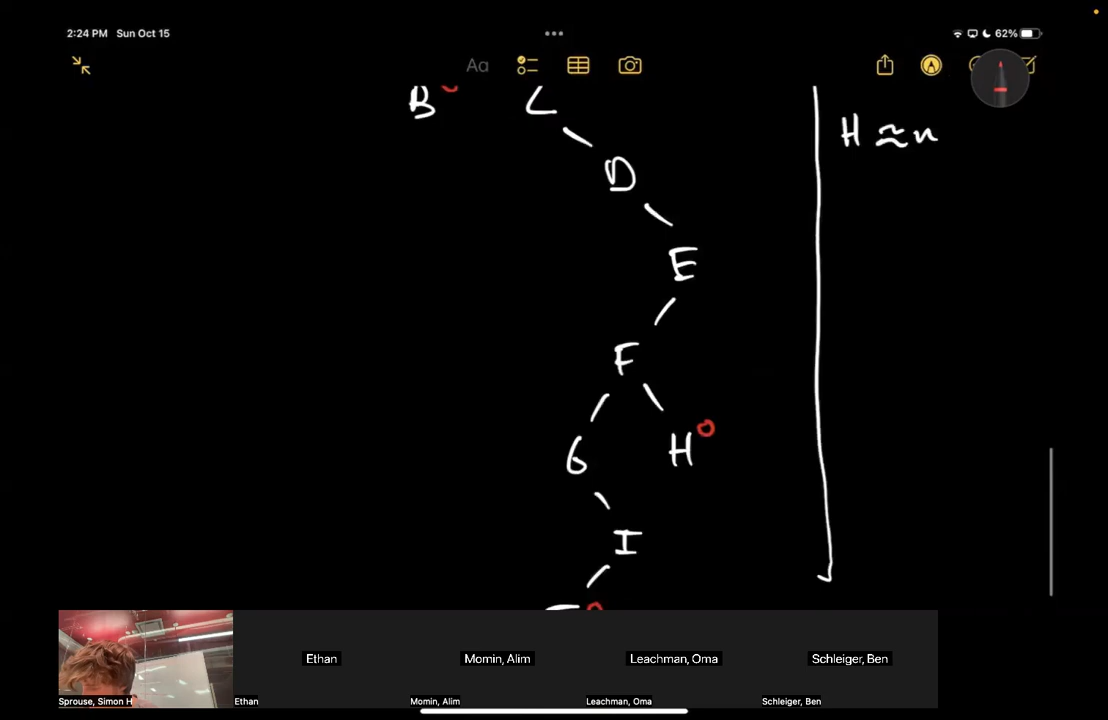 2:24 PM Sun Oct 15
62%
Aa
B C
H ≈ n
D
E
F
G H
I
Ethan
Momin, Alim
Leachman, Oma
Schleiger, Ben
Sprouse, Simon H
Ethan
Momin, Alim
Leachman, Oma
Schleiger, Ben